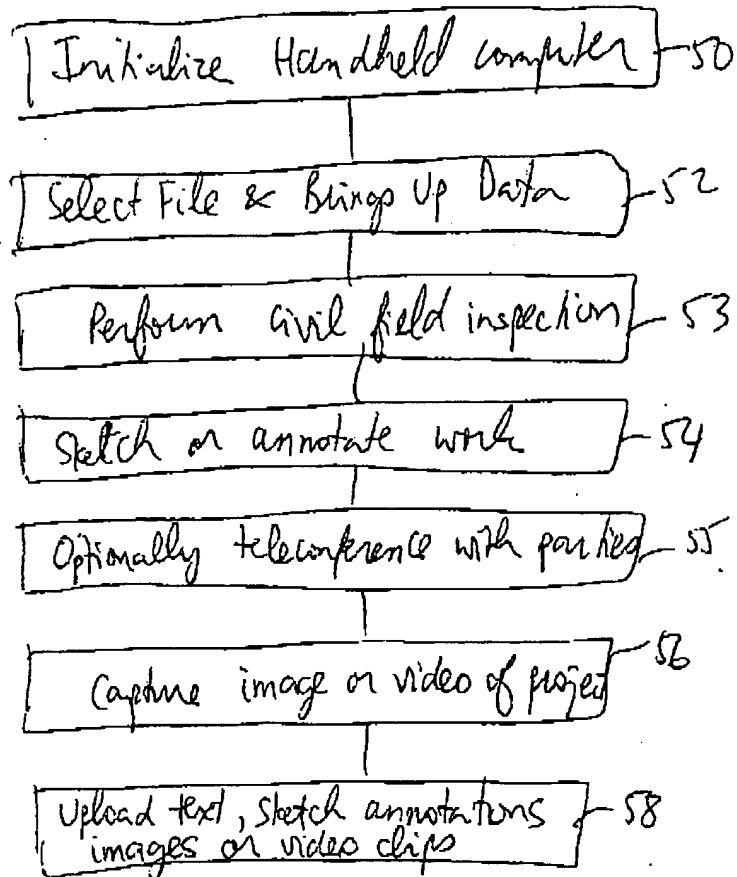 Initialize Handheld computer 50
Select File & Brings Up Data 52
Perform civil field inspection 53
Sketch or annotate work 54
Optionally teleconference with parties 55
Capture image or video of project 56
Upload text, sketch annotations 58
images or video clips